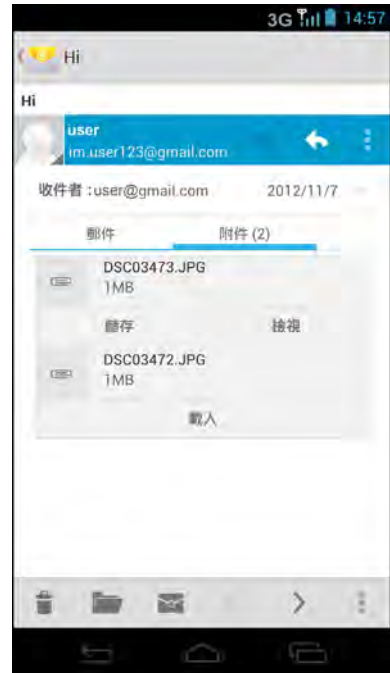 3G 14:57
Hi
Hi
user
im.user123@gmail.com
收件者 :user@gmail.com 2012/11/7
郵件 附件 (2)
DSC03473.JPG
1MB
儲存 檢視
DSC03472.JPG
1MB
載入